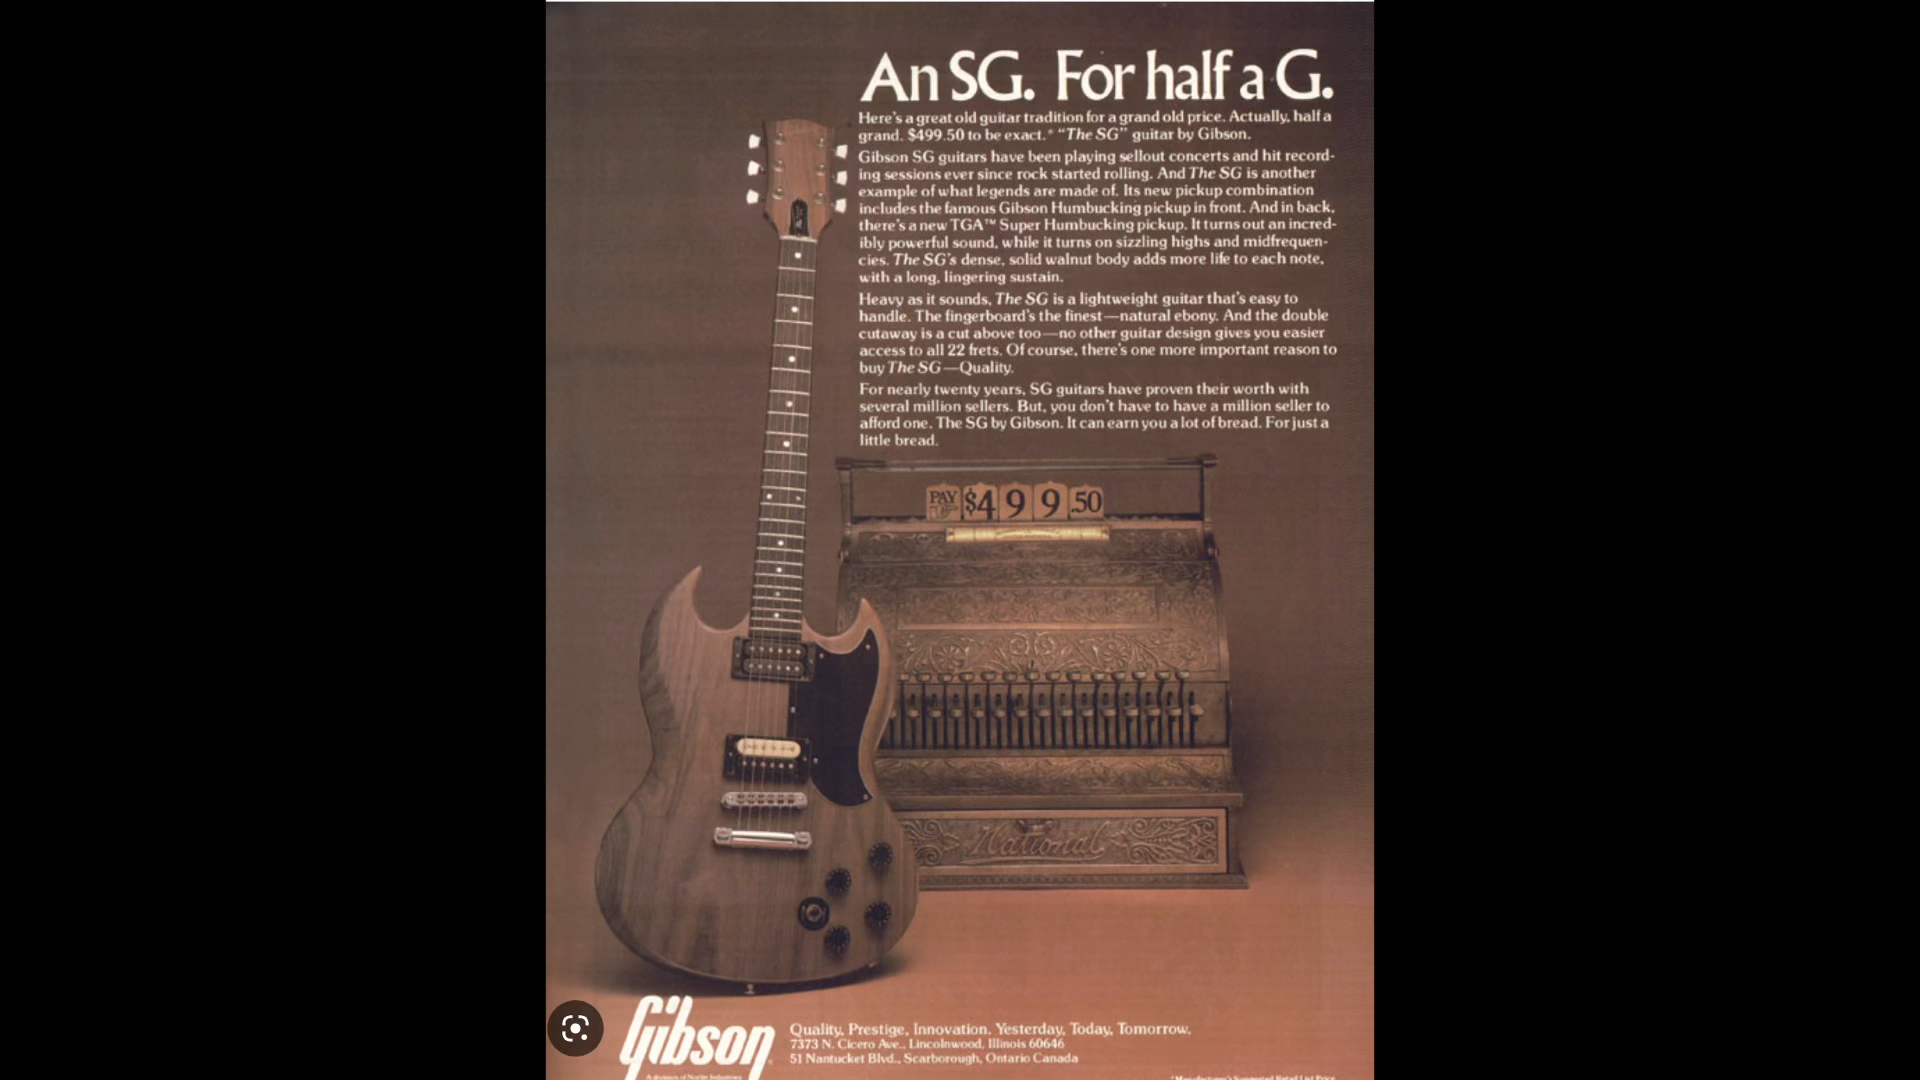 An SG. For half a G.
Here's a great old guitar tradition for a grand old price. Actually, half a
grand. $499.50 to be exact.* "The SG" guitar by Gibson.
Gibson SG guitars have been playing sellout concerts and hit record-
ing sessions ever since rock started rolling. And The SG is another
example of what legends are made of. Its new pickup combination
includes the famous Gibson Humbucking pickup in front. And in back,
there's a new TGA™ Super Humbucking pickup. It turns out an incred-
ibly powerful sound, while it turns on sizzling highs and midfrequen-
cies. The SG's dense, solid walnut body adds more life to each note,
with a long, lingering sustain.
Heavy as it sounds, The SG is a lightweight guitar that's easy to
handle. The fingerboard's the finest—natural ebony. And the double
cutaway is a cut above too—no other guitar design gives you easier
access to all 22 frets. Of course, there's one more important reason to
buy The SG—Quality.
For nearly twenty years, SG guitars have proven their worth with
several million sellers. But, you don't have to have a million seller to
afford one. The SG by Gibson. It can earn you a lot of bread. For just a
little bread.
PAY $499.50
National
Gibson
Quality, Prestige, Innovation. Yesterday, Today, Tomorrow.
7373 N. Cicero Ave., Lincolnwood, Illinois 60646
51 Nantucket Blvd., Scarborough, Ontario Canada
A division of Norlin Industries
*Manufacturer's Suggested Retail List Price